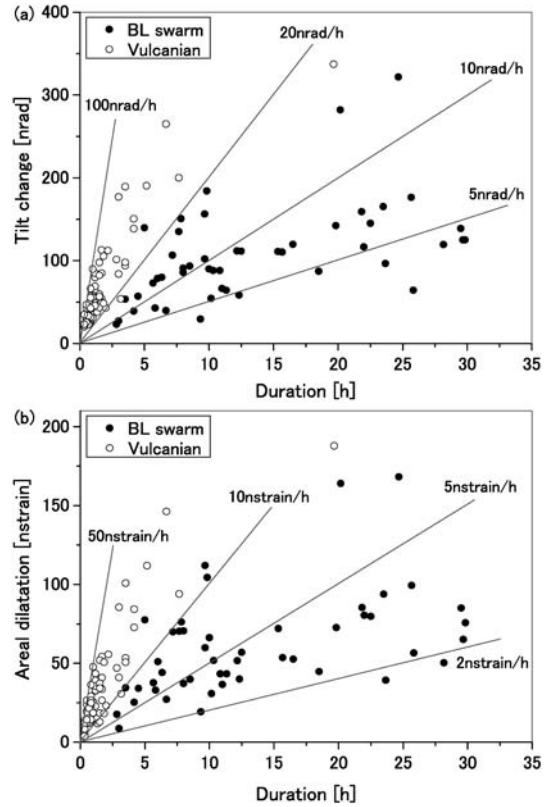 (a)
BL swarm
Vulcanian
20nrad/h
10nrad/h
100nrad/h
5nrad/h
Tilt change [nrad]
400
300
200
100
0
0 5 10 15 20 25 30 35
Duration [h]
(b)
BL swarm
Vulcanian
10nstrain/h
5nstrain/h
50nstrain/h
2nstrain/h
Areal dilatation [nstrain]
200
150
100
50
0
0 5 10 15 20 25 30 35
Duration [h]